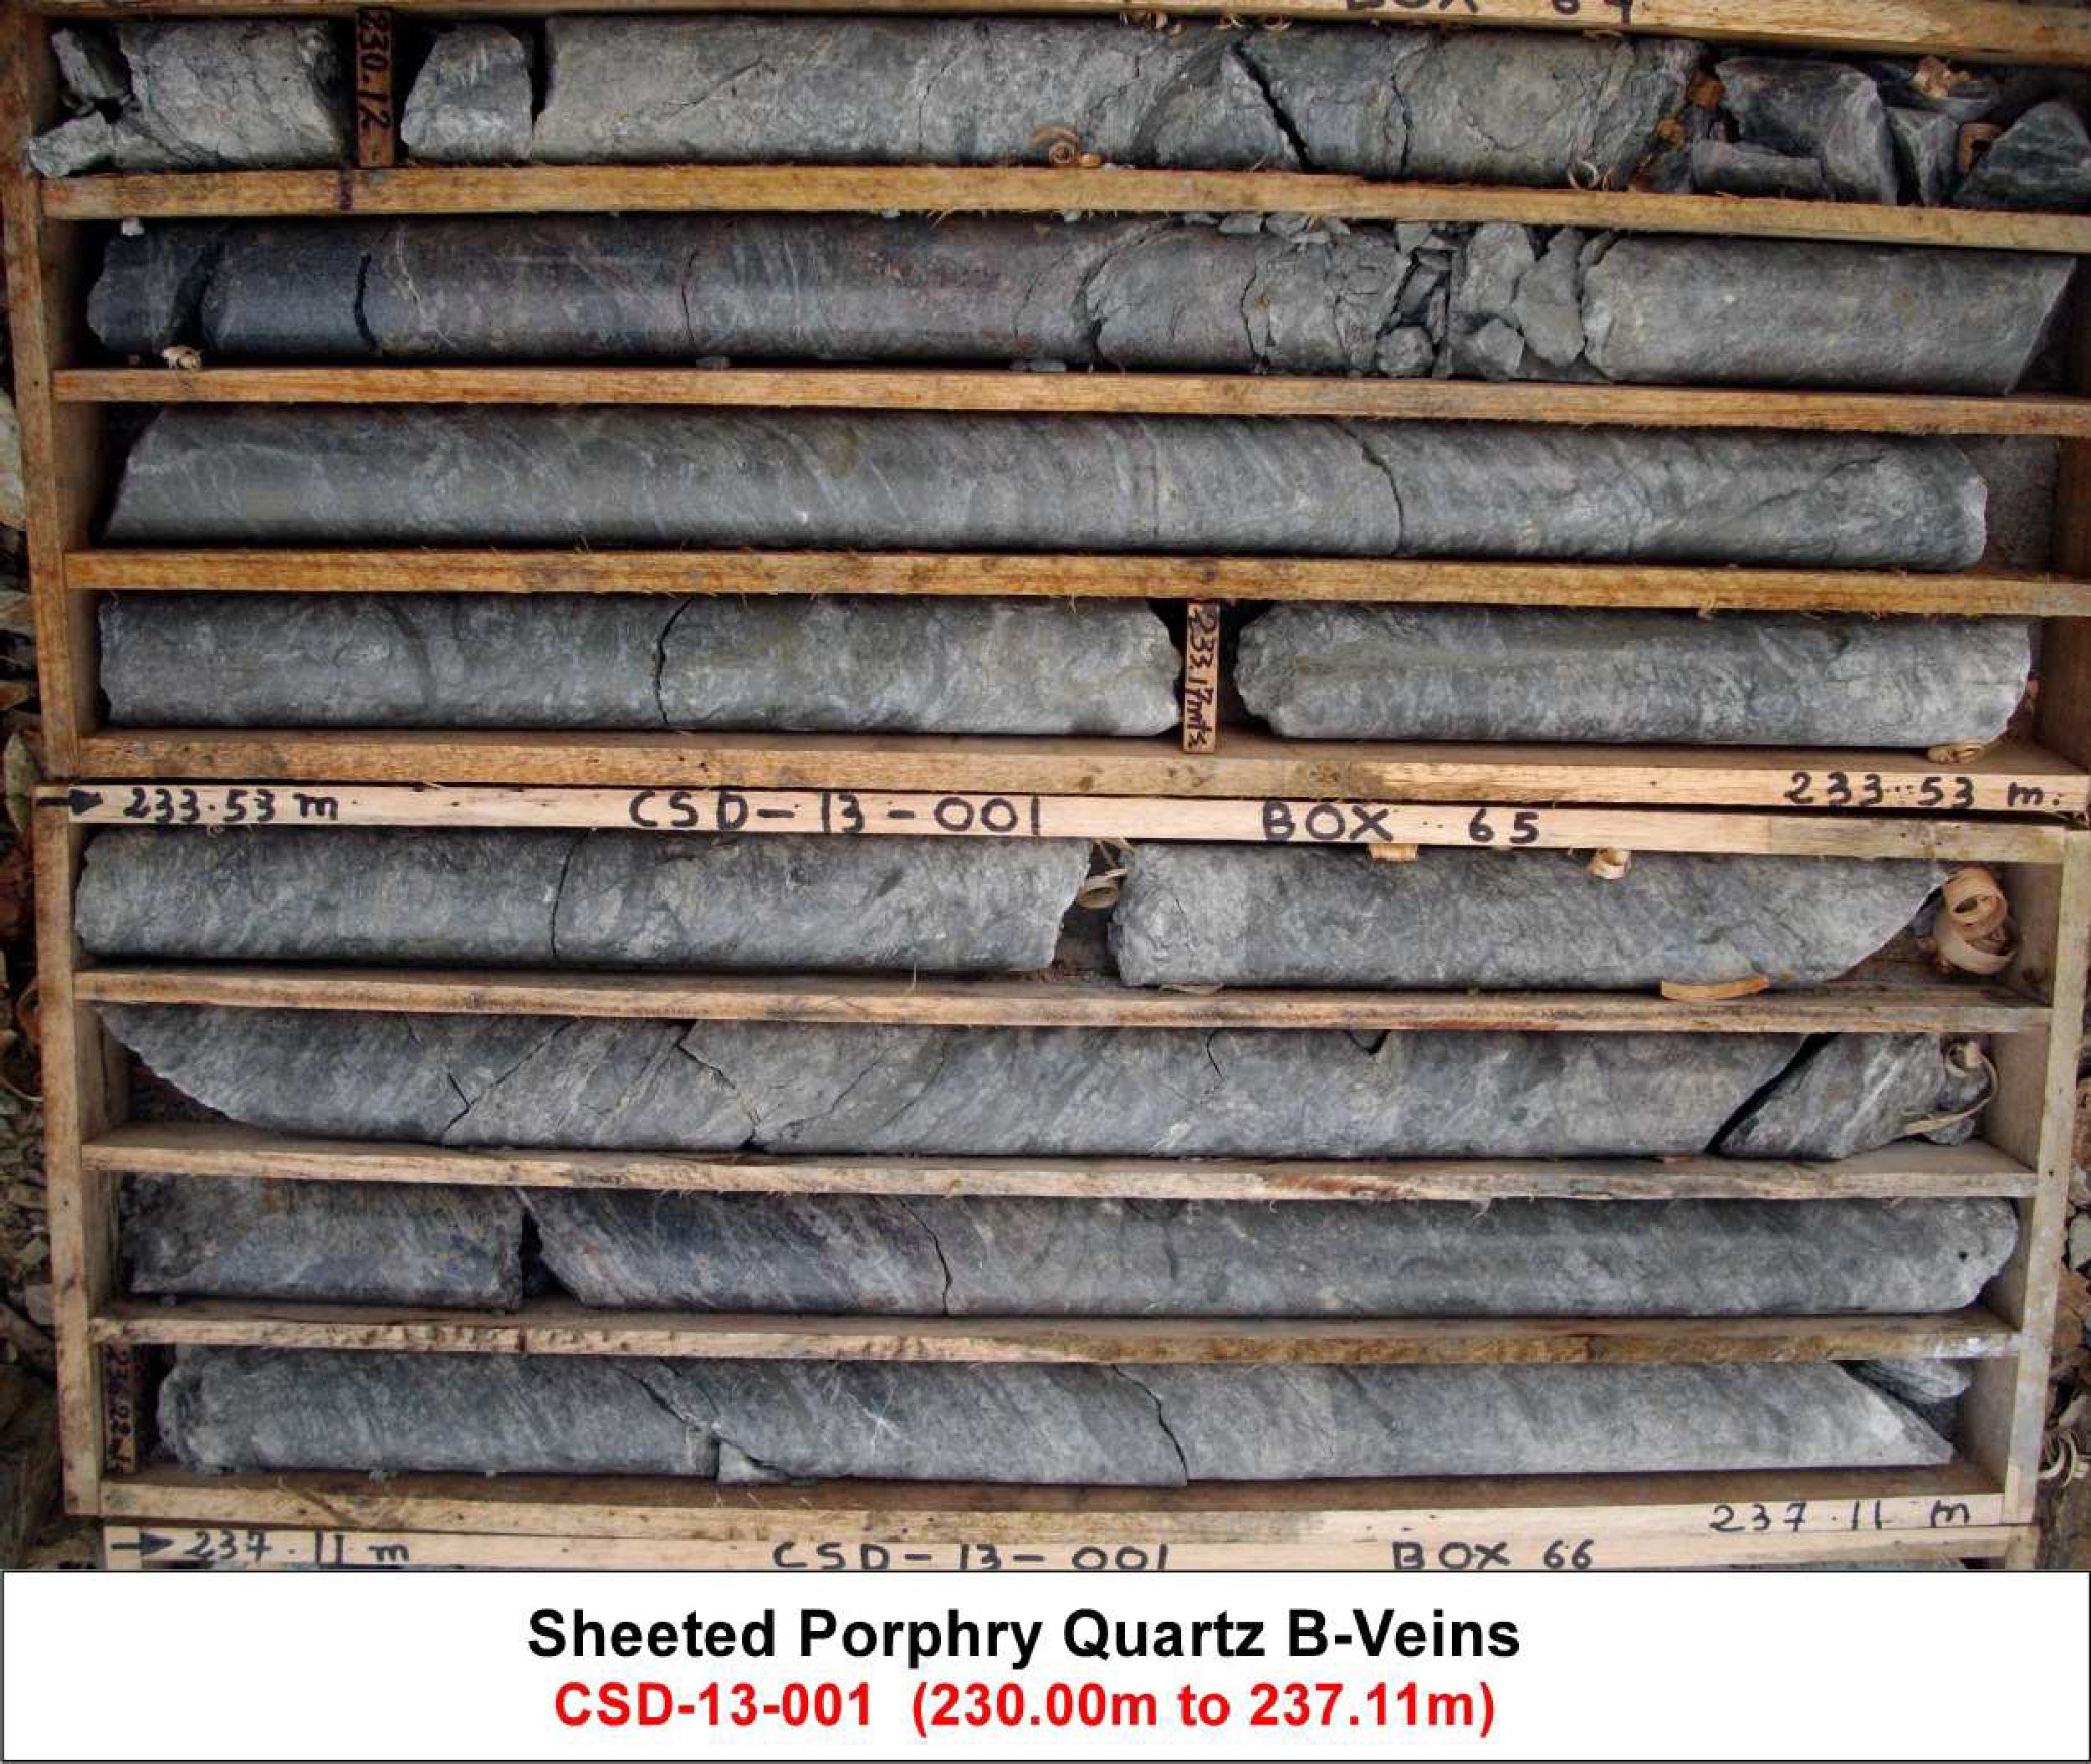 BOX 64
230.12
233.17mts
233.53 m.
233.53 m CSD-13-001 BOX 65
237.11 m
237.11 m CSD-13-001 BOX 66
Sheeted Porphry Quartz B-Veins
CSD-13-001 (230.00m to 237.11m)